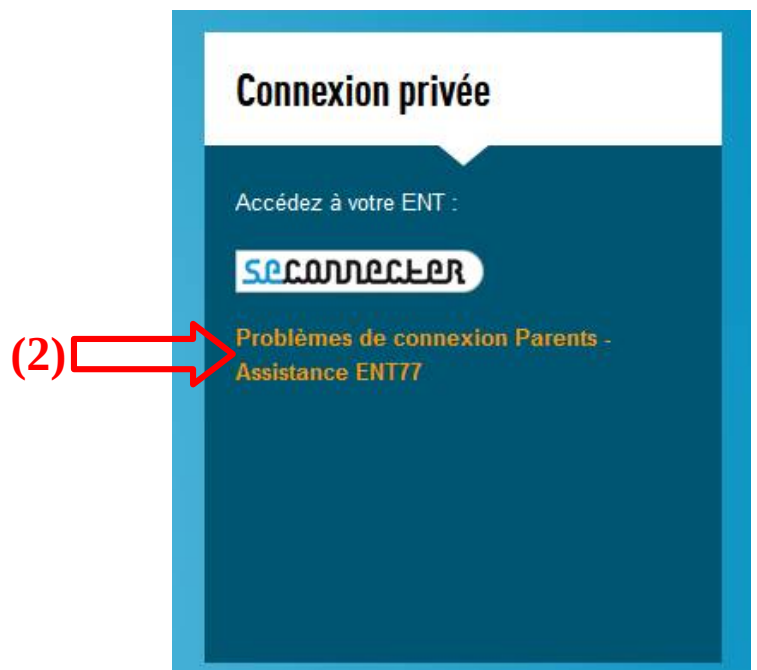 Connexion privée
Accédez à votre ENT :
seconnecter
(2)
Problèmes de connexion Parents -
Assistance ENT77